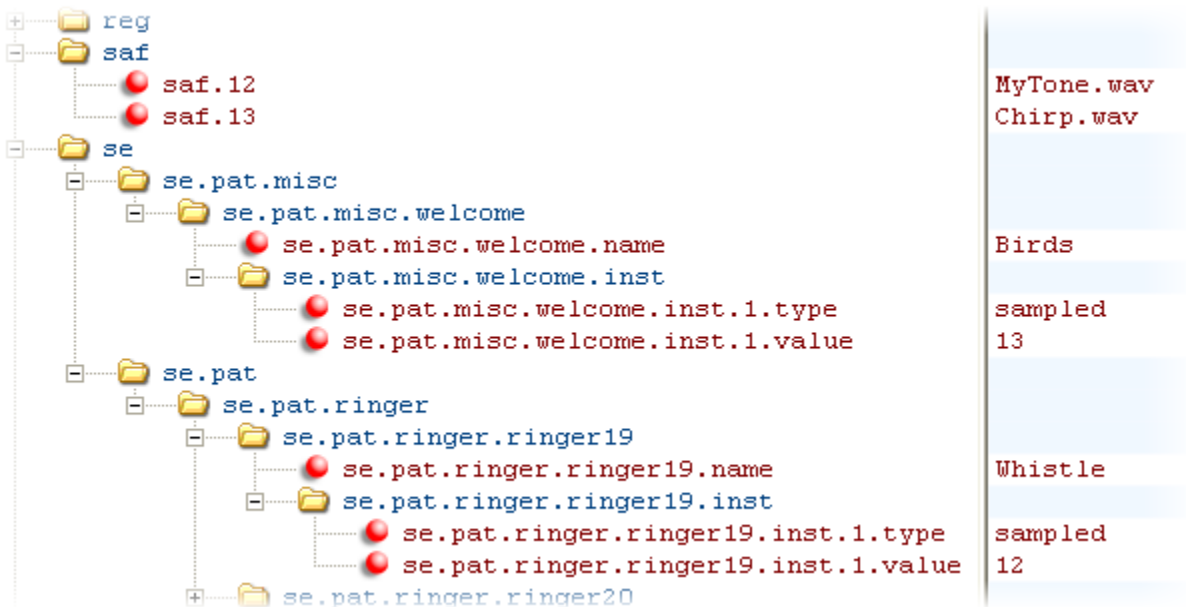 reg
saf
saf.12 MyTone.wav
saf.13 Chirp.wav
se
se.pat.misc
se.pat.misc.welcome
se.pat.misc.welcome.name Birds
se.pat.misc.welcome.inst
se.pat.misc.welcome.inst.1.type sampled
se.pat.misc.welcome.inst.1.value 13
se.pat
se.pat.ringer
se.pat.ringer.ringer19
se.pat.ringer.ringer19.name Whistle
se.pat.ringer.ringer19.inst
se.pat.ringer.ringer19.inst.1.type sampled
se.pat.ringer.ringer19.inst.1.value 12
se.pat.ringer.ringer20